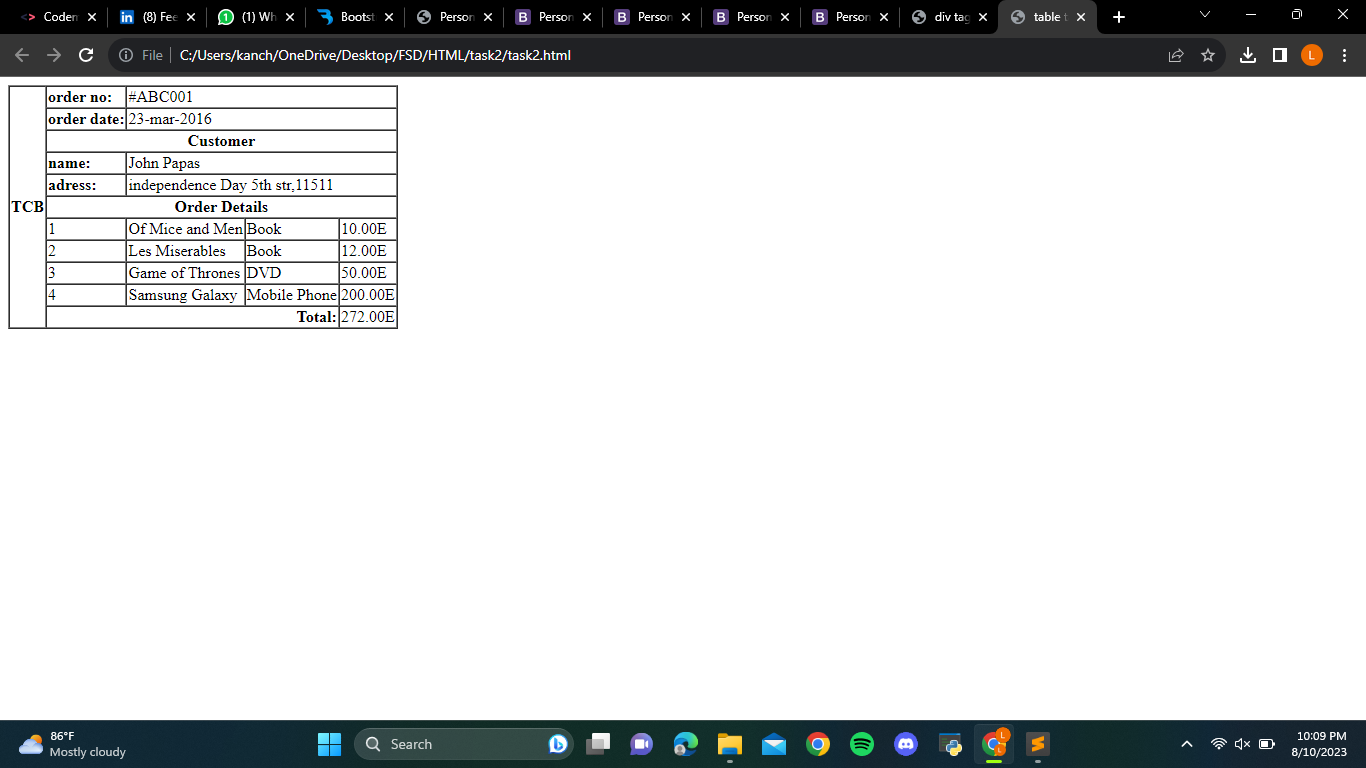 Codem
(8) Fee
(1) Wh
Bootst
Person
Person
Person
Person
Person
div tag
table t
File
C:/Users/kanch/OneDrive/Desktop/FSD/HTML/task2/task2.html
L
TCB
order no: #ABC001
order date: 23-mar-2016
Customer
name: John Papas
adress: independence Day 5th str,11511
Order Details
1 Of Mice and Men Book 10.00E
2 Les Miserables Book 12.00E
3 Game of Thrones DVD 50.00E
4 Samsung Galaxy Mobile Phone 200.00E
Total: 272.00E
86°F
Mostly cloudy
Search
10:09 PM
8/10/2023